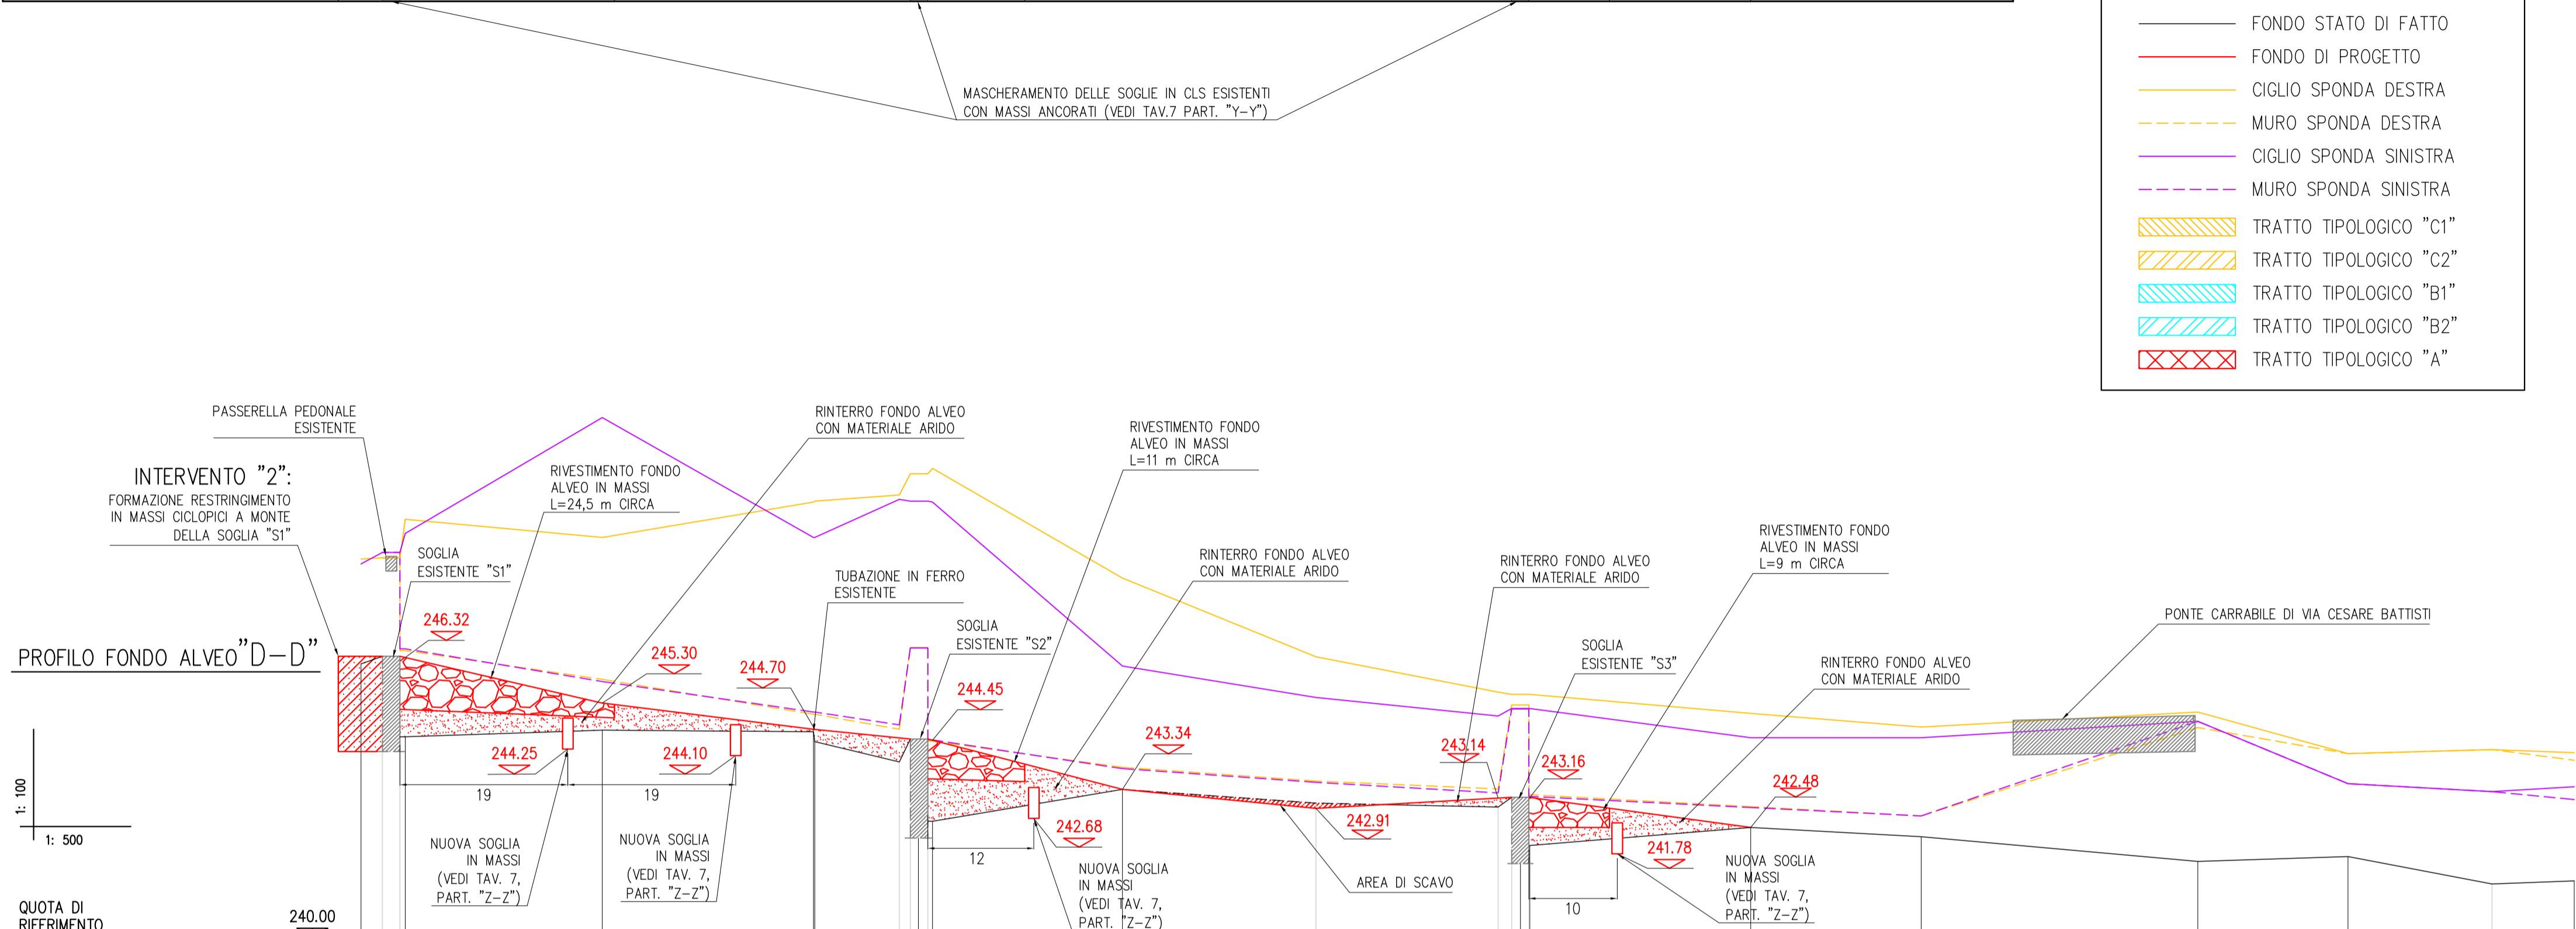 FONDO STATO DI FATTO
FONDO DI PROGETTO
CIGLIO SPONDA DESTRA
MURO SPONDA DESTRA
CIGLIO SPONDA SINISTRA
MURO SPONDA SINISTRA
TRATTO TIPOLOGICO "C1"
TRATTO TIPOLOGICO "C2"
TRATTO TIPOLOGICO "B1"
TRATTO TIPOLOGICO "B2"
TRATTO TIPOLOGICO "A"
MASCHERAMENTO DELLE SOGLIE IN CLS ESISTENTI
CON MASSI ANCORATI (VEDI TAV.7 PART. "Y-Y")
PASSERELLA PEDONALE
ESISTENTE
INTERVENTO "2":
FORMAZIONE RESTRINGIMENTO
IN MASSI CICLOPICI A MONTE
DELLA SOGLIA "S1"
RIVESTIMENTO FONDO
ALVEO IN MASSI
L=24,5 m CIRCA
SOGLIA
ESISTENTE "S1"
RINTERRO FONDO ALVEO
CON MATERIALE ARIDO
TUBAZIONE IN FERRO
ESISTENTE
RIVESTIMENTO FONDO
ALVEO IN MASSI
L=11 m CIRCA
SOGLIA
ESISTENTE "S2"
RINTERRO FONDO ALVEO
CON MATERIALE ARIDO
RINTERRO FONDO ALVEO
CON MATERIALE ARIDO
SOGLIA
ESISTENTE "S3"
RIVESTIMENTO FONDO
ALVEO IN MASSI
L=9 m CIRCA
RINTERRO FONDO ALVEO
CON MATERIALE ARIDO
PONTE CARRABILE DI VIA CESARE BATTISTI
PROFILO FONDO ALVEO"D-D"
246.32
245.30
244.70
244.45
243.34
243.14
243.16
242.48
244.25
244.10
242.68
242.91
241.78
19
19
12
10
1: 100
1: 500
NUOVA SOGLIA
IN MASSI
(VEDI TAV. 7,
PART. "Z-Z")
NUOVA SOGLIA
IN MASSI
(VEDI TAV. 7,
PART. "Z-Z")
NUOVA SOGLIA
IN MASSI
(VEDI TAV. 7,
PART. "Z-Z")
AREA DI SCAVO
NUOVA SOGLIA
IN MASSI
(VEDI TAV. 7,
PART. "Z-Z")
QUOTA DI
RIFERIMENTO
240.00